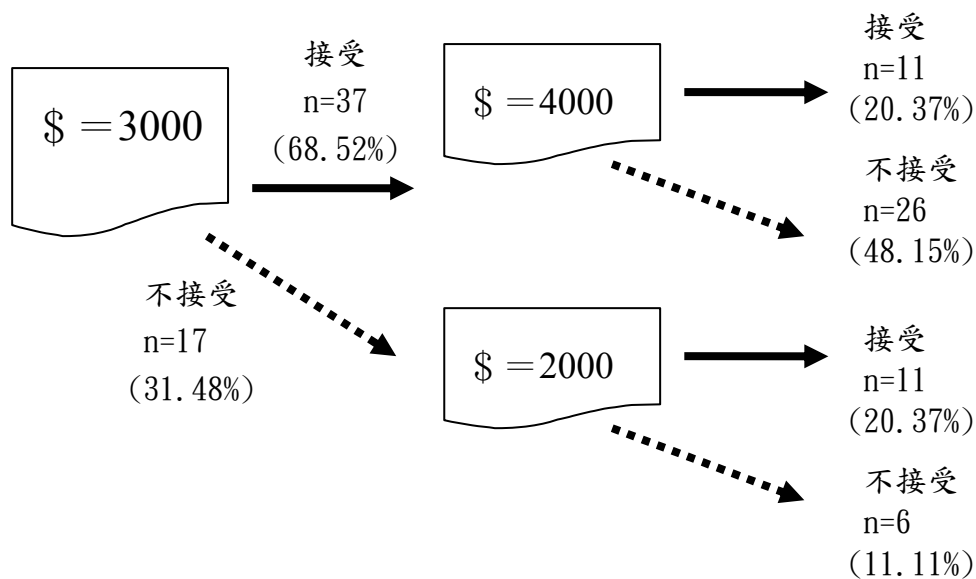 $＝3000
接受
n=37
(68.52%)
不接受
n=17
(31.48%)
$＝4000
接受
n=11
(20.37%)
不接受
n=26
(48.15%)
$＝2000
接受
n=11
(20.37%)
不接受
n=6
(11.11%)